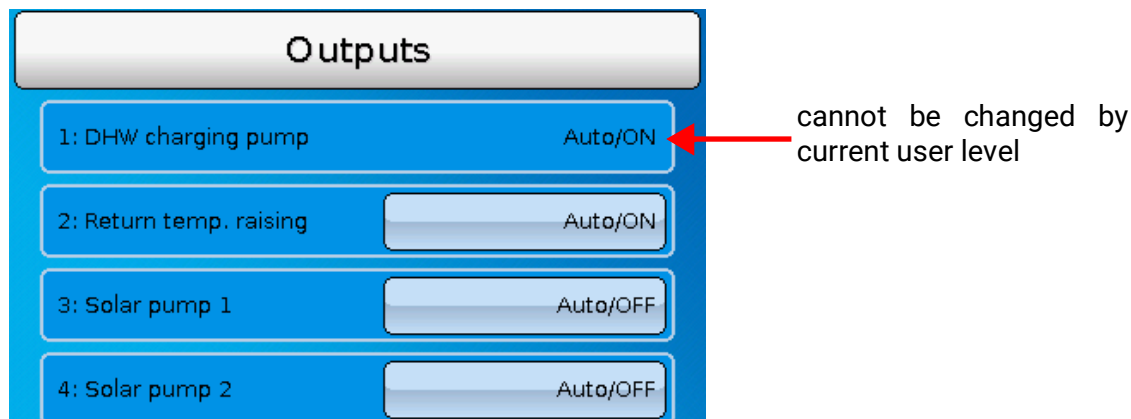 Outputs
1: DHW charging pump Auto/ON
cannot be changed by
current user level
2: Return temp. raising Auto/ON
3: Solar pump 1 Auto/OFF
4: Solar pump 2 Auto/OFF